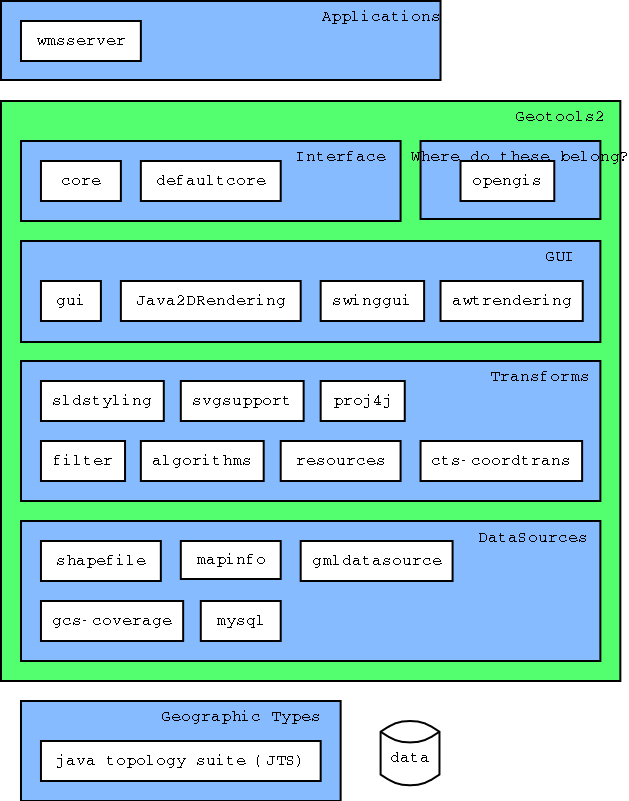 Applications
wmsserver
Geotools2
Interface
core
defaultcore
Where do these belong?
opengis
GUI
gui
Java2DRendering
swinggui
awtrendering
Transforms
sldstyling
svgsupport
proj4j
filter
algorithms
resources
cts-coordtrans
DataSources
shapefile
mapinfo
gmldatasource
gcs-coverage
mysql
Geographic Types
java topology suite (JTS)
data